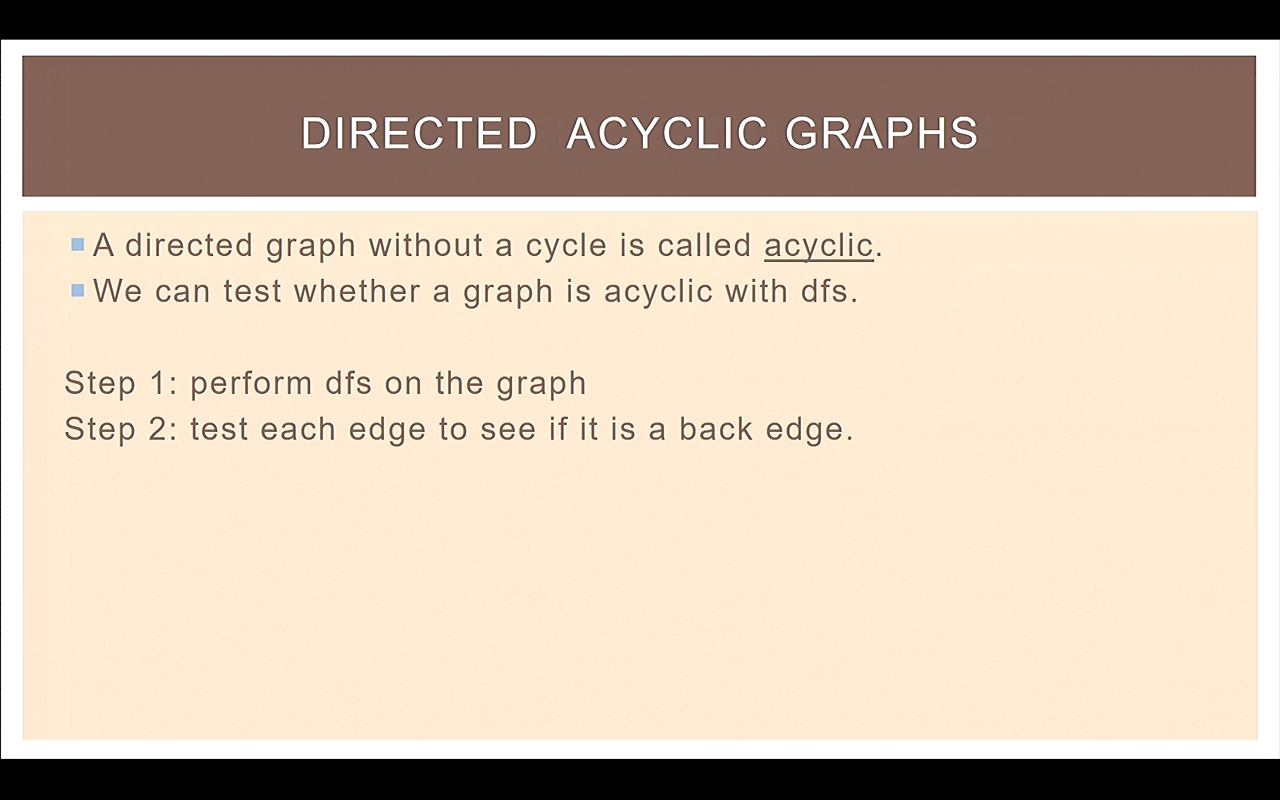 DIRECTED ACYCLIC GRAPHS
A directed graph without a cycle is called acyclic.
We can test whether a graph is acyclic with dfs.
Step 1: perform dfs on the graph
Step 2: test each edge to see if it is a back edge.